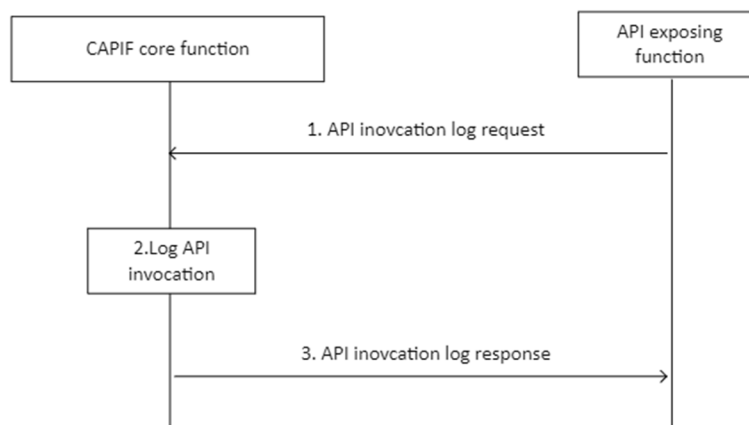 CAPIF core function
API exposing
function
1. API inovcation log request
2.Log API
invocation
3. API inovcation log response